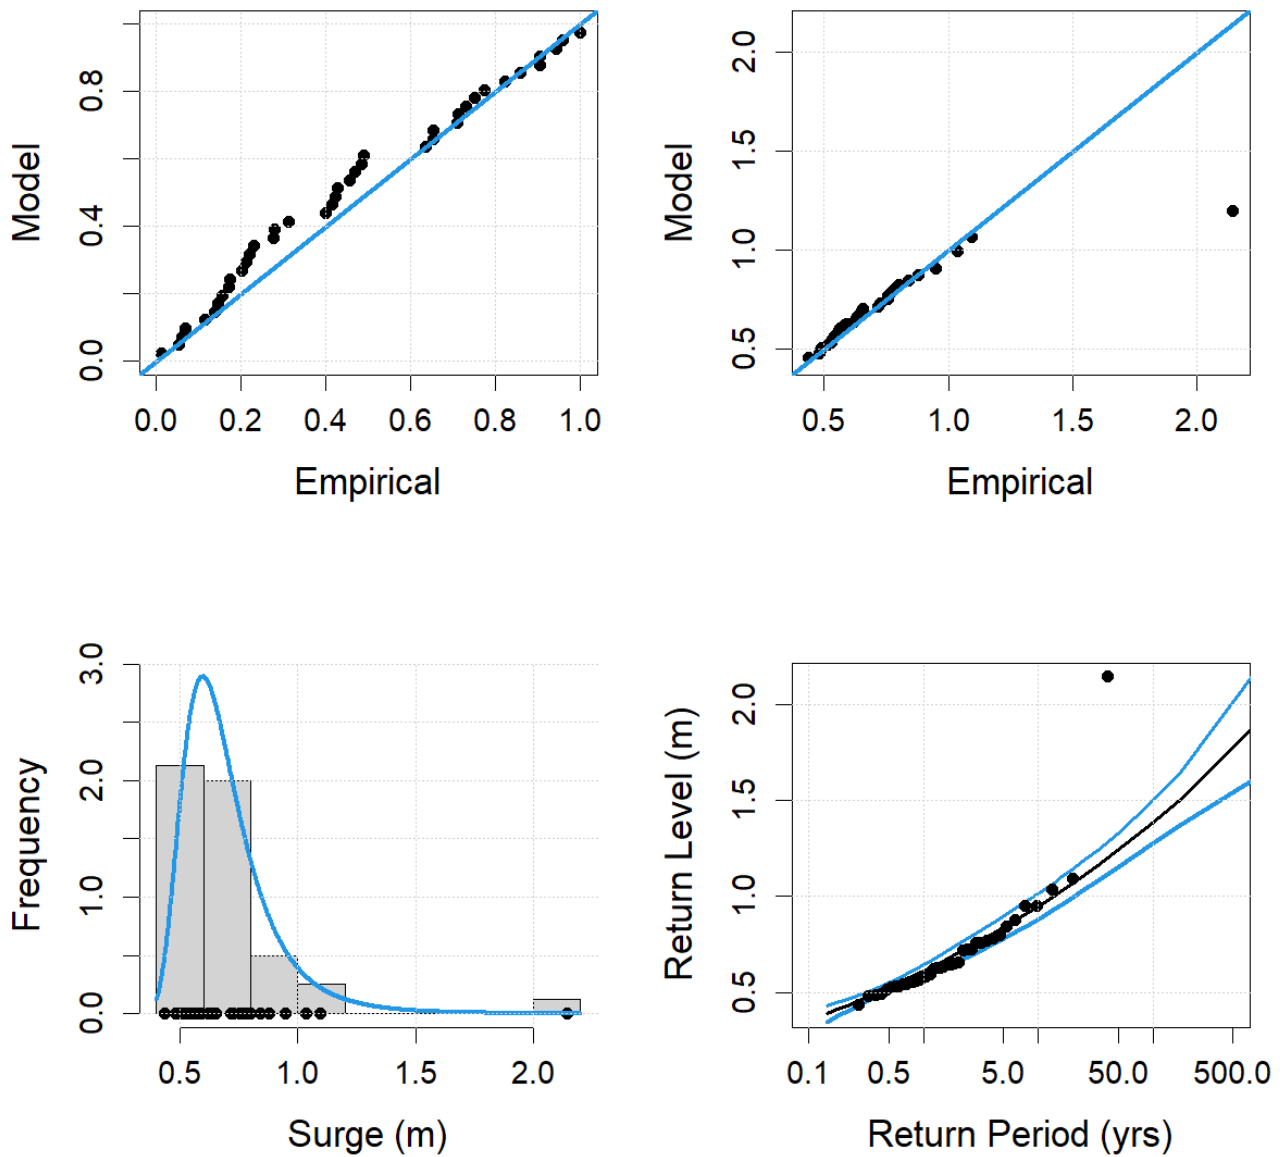 Model
0.0 0.4 0.8
0.0 0.2 0.4 0.6 0.8 1.0
Empirical
Model
0.5 1.0 1.5 2.0
0.5 1.0 1.5 2.0
Empirical
Frequency
0.0 1.0 2.0 3.0
0.5 1.0 1.5 2.0
Surge (m)
Return Level (m)
0.5 1.0 1.5 2.0
0.1 0.5 5.0 50.0 500.0
Return Period (yrs)